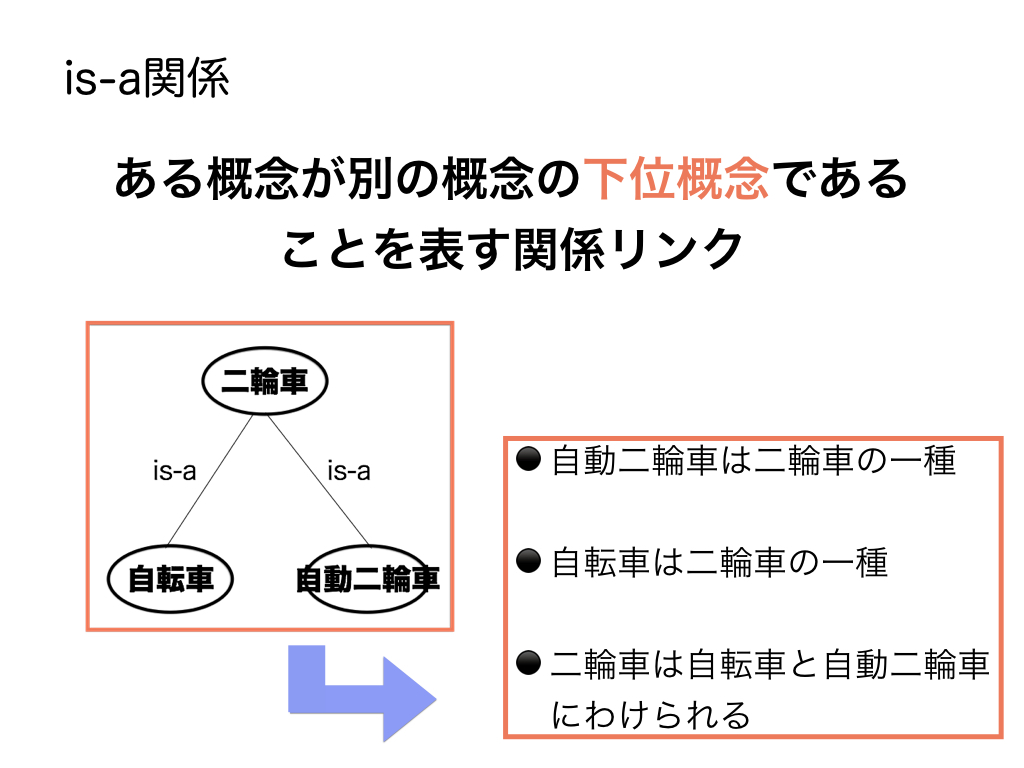 is-a関係
ある概念が別の概念の下位概念である
ことを表す関係リンク
二輪車
is-a
is-a
自転車
自動二輪車
● 自動二輪車は二輪車の一種
● 自転車は二輪車の一種
● 二輪車は自転車と自動二輪車
にわけられる